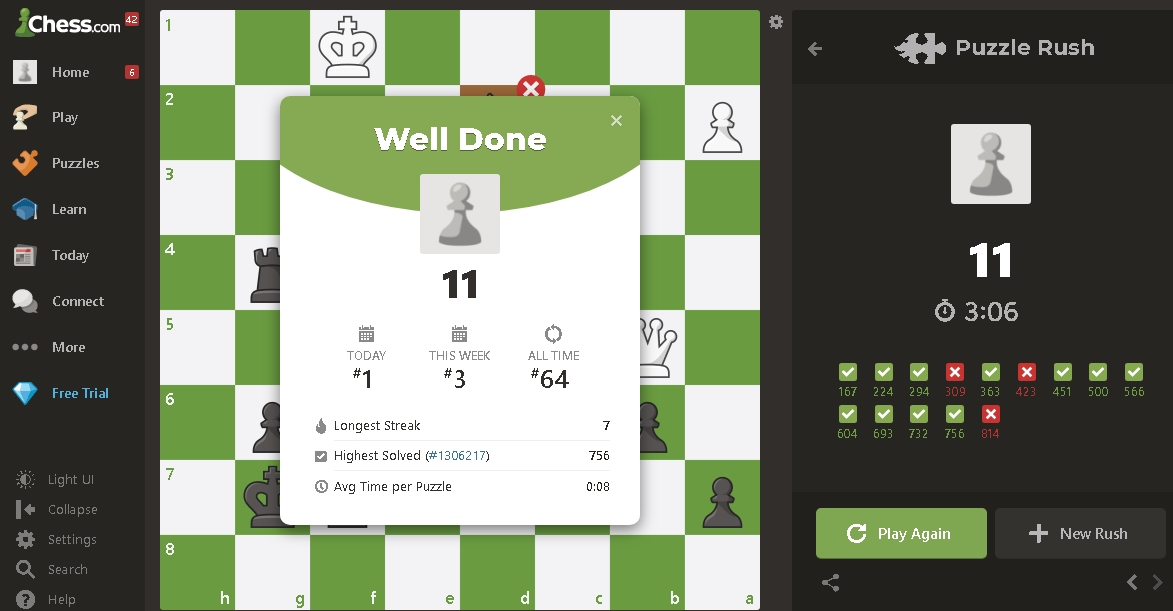 Chess.com 42
Home 6
Play
Puzzles
Learn
Today
Connect
More
Free Trial
Light UI
Collapse
Settings
Search
Help
1
2
3
4
5
6
7
8
h g f e d c b a
Well Done
11
TODAY THIS WEEK ALL TIME
#1 #3 #64
Longest Streak 7
Highest Solved (#1306217) 756
Avg Time per Puzzle 0:08
Puzzle Rush
11
3:06
167 224 294 309 363 423 451 500 566
604 693 732 756 814
Play Again
New Rush